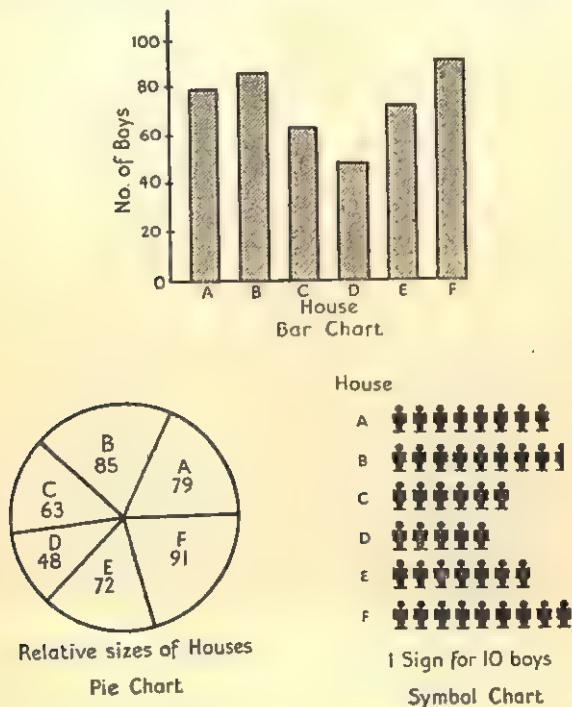 100
80
60
40
20
0
No. of Boys
A B C D E F
House
Bar Chart
B
85
A
79
C
63
F
91
D
48
E
72
Relative sizes of Houses
Pie Chart
House
A
B
C
D
E
F
1 Sign for 10 boys
Symbol Chart